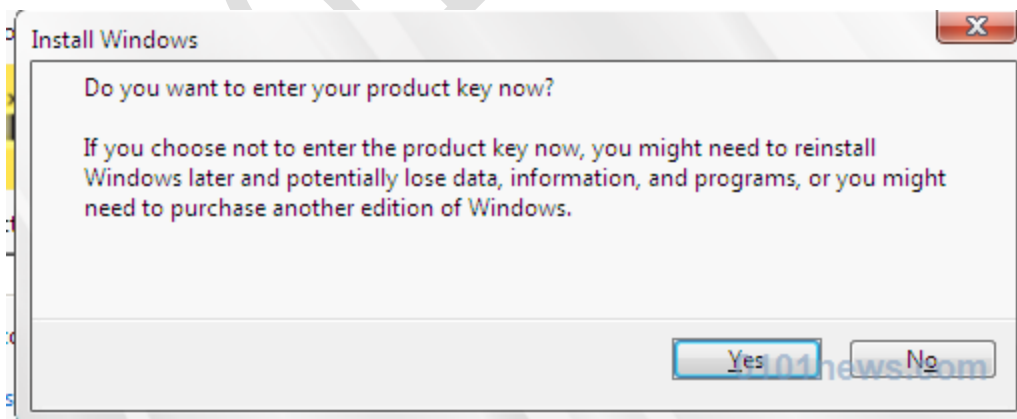 Install Windows
Do you want to enter your product key now?
If you choose not to enter the product key now, you might need to reinstall
Windows later and potentially lose data, information, and programs, or you might
need to purchase another edition of Windows.
Yes No